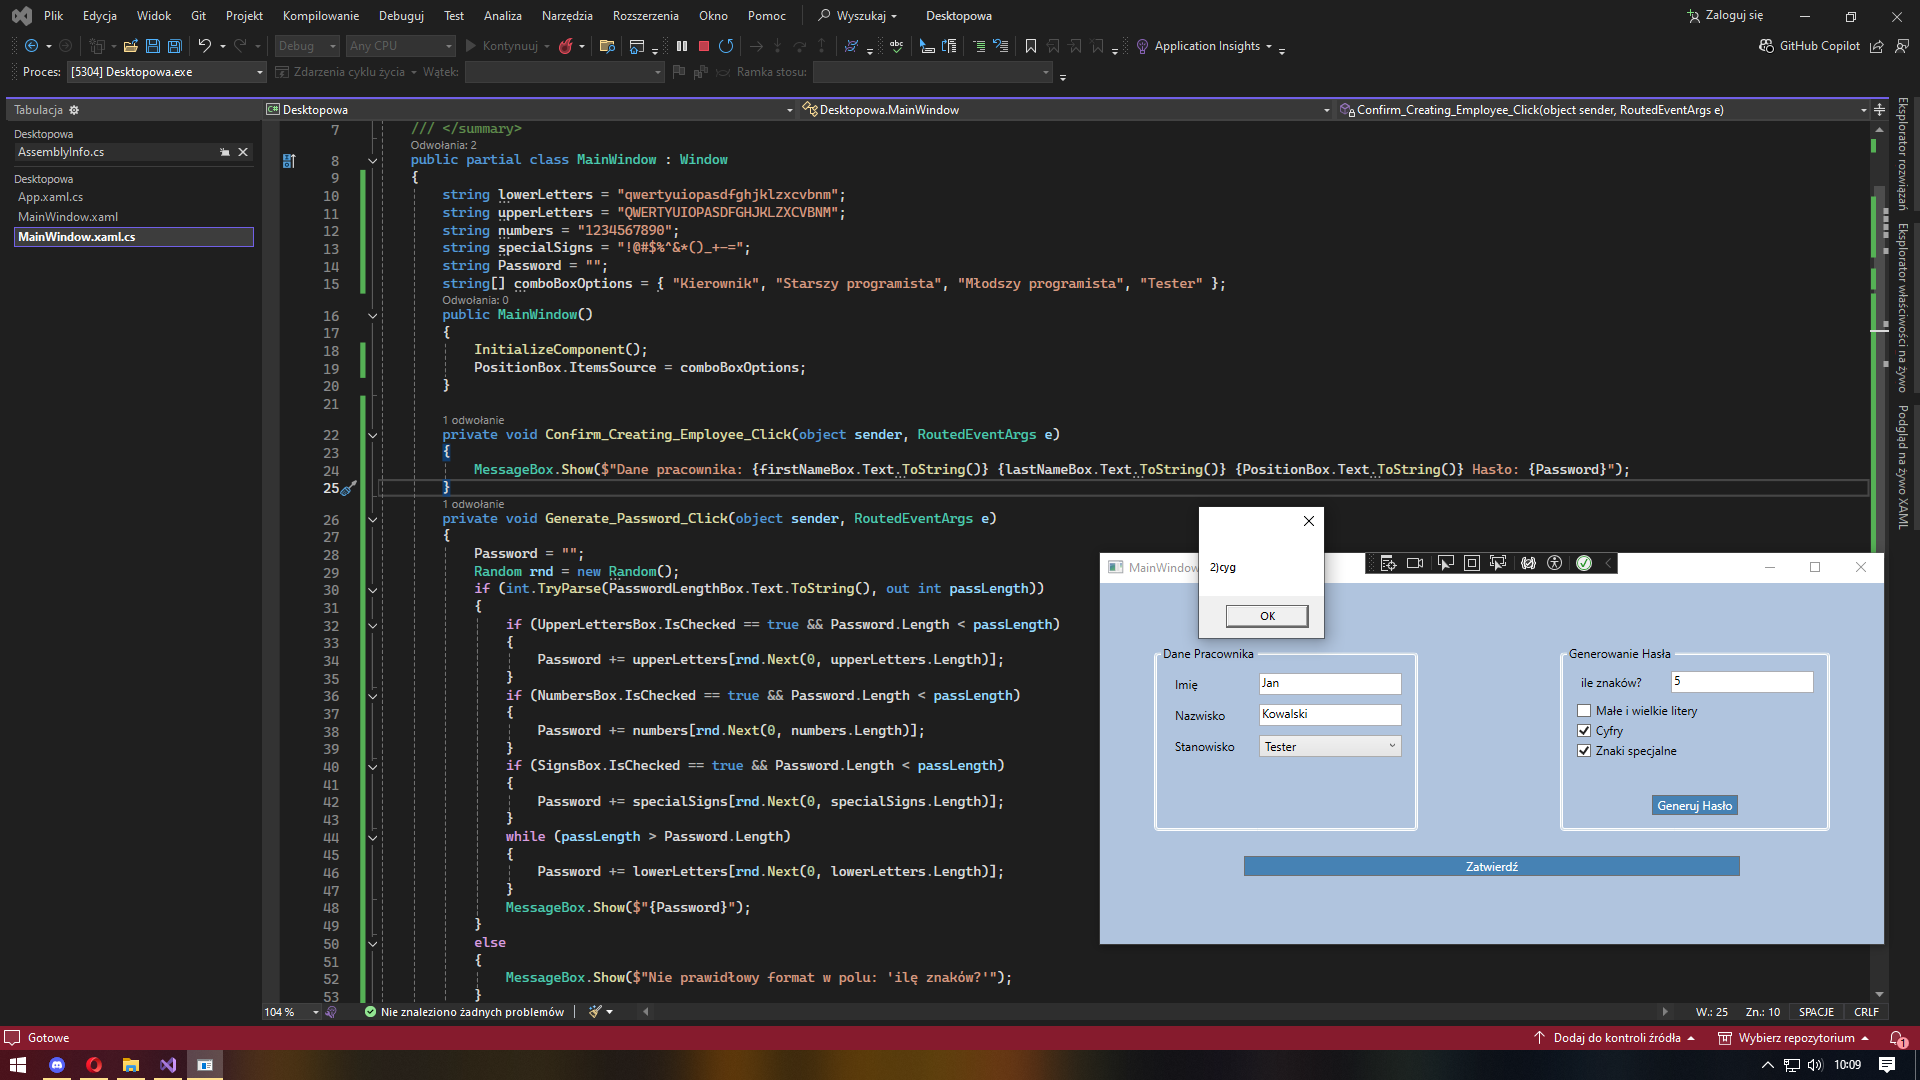 Plik Edycja Widok Git Projekt Kompilowanie Debuguj Test Analiza Narzędzia Rozszerzenia Okno Pomoc Wyszukaj Desktopowa Zaloguj się
Debug Any CPU Kontynuuj Application Insights GitHub Copilot
Proces: [5304] Desktopowa.exe Zdarzenia cyklu życia Wątek: Ramka stosu:
Tabulacja
Desktopowa
AssemblyInfo.cs
Desktopowa
App.xaml.cs
MainWindow.xaml
MainWindow.xaml.cs
Desktopowa Desktopowa.MainWindow Confirm_Creating_Employee_Click(object sender, RoutedEventArgs e)
7 /// </summary>
Odwołania: 2
8 public partial class MainWindow : Window
9 {
10 string lowerLetters = "qwertyuiopasdfghjklzxcvbnm";
11 string upperLetters = "QWERTYUIOPASDFGHJKLZXCVBNM";
12 string numbers = "1234567890";
13 string specialSigns = "!@#$%^&*()_+-=";
14 string Password = "";
15 string[] comboBoxOptions = { "Kierownik", "Starszy programista", "Młodszy programista", "Tester" };
Odwołania: 0
16 public MainWindow()
17 {
18 InitializeComponent();
19 PositionBox.ItemsSource = comboBoxOptions;
20 }
21
1 odwołanie
22 private void Confirm_Creating_Employee_Click(object sender, RoutedEventArgs e)
23 {
24 MessageBox.Show($"Dane pracownika: {firstNameBox.Text.ToString()} {lastNameBox.Text.ToString()} {PositionBox.Text.ToString()} Hasło: {Password}");
25 }
1 odwołanie
26 private void Generate_Password_Click(object sender, RoutedEventArgs e)
27 {
28 Password = "";
29 Random rnd = new Random();
30 if (int.TryParse(PasswordLengthBox.Text.ToString(), out int passLength))
31 {
32 if (UpperLettersBox.IsChecked == true && Password.Length < passLength)
33 {
34 Password += upperLetters[rnd.Next(0, upperLetters.Length)];
35 }
36 if (NumbersBox.IsChecked == true && Password.Length < passLength)
37 {
38 Password += numbers[rnd.Next(0, numbers.Length)];
39 }
40 if (SignsBox.IsChecked == true && Password.Length < passLength)
41 {
42 Password += specialSigns[rnd.Next(0, specialSigns.Length)];
43 }
44 while (passLength > Password.Length)
45 {
46 Password += lowerLetters[rnd.Next(0, lowerLetters.Length)];
47 }
48 MessageBox.Show($"{Password}");
49 }
50 else
51 {
52 MessageBox.Show($"Nie prawidłowy format w polu: 'ilę znaków?'");
53 }
2)cyg
OK
MainWindow
Dane Pracownika
Imię Jan
Nazwisko Kowalski
Stanowisko Tester
Generowanie Hasła
ile znaków? 5
Małe i wielkie litery
Cyfry
Znaki specjalne
Generuj Hasło
Zatwierdź
Eksplorator rozwiązań
Eksplorator właściwości na żywo
Podgląd na żywo XAML
104 % Nie znaleziono żadnych problemów W.: 25 Zn.: 10 SPACJE CRLF
Gotowe Dodaj do kontroli źródła Wybierz repozytorium 1
10:09